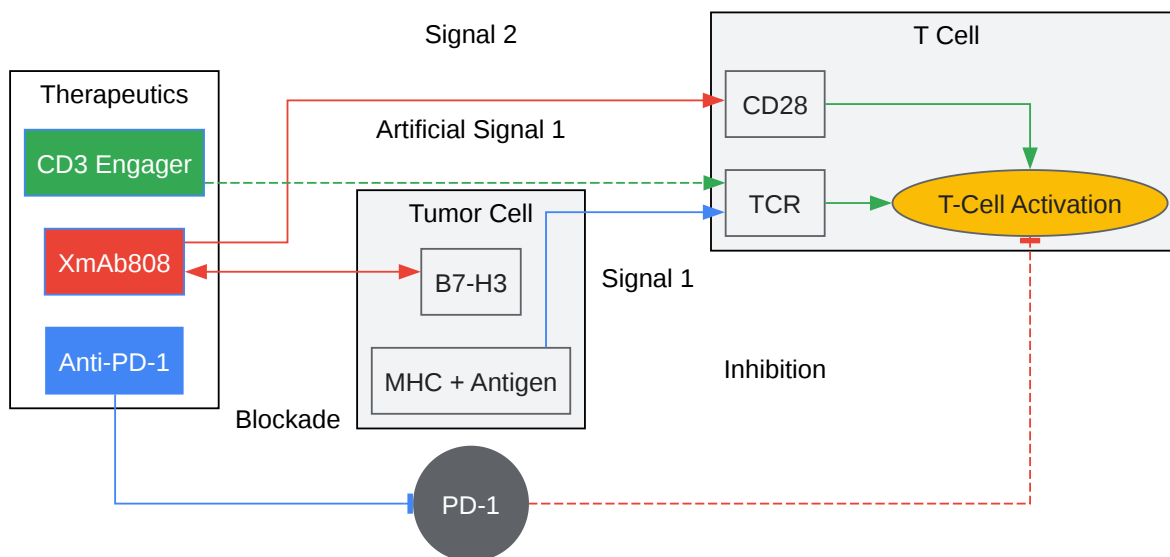 Signal 2
T Cell
Therapeutics
CD28
Artificial Signal 1
CD3 Engager
TCR
T-Cell Activation
Tumor Cell
XmAb808
B7-H3
Signal 1
Anti-PD-1
MHC + Antigen
Inhibition
Blockade
PD-1